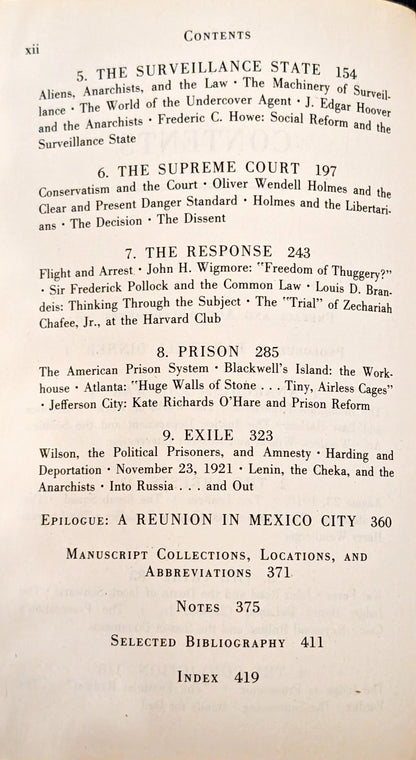 xii
CONTENTS
5. THE SURVEILLANCE STATE 154
Aliens, Anarchists, and the Law · The Machinery of Surveil-
lance · The World of the Undercover Agent · J. Edgar Hoover
and the Anarchists · Frederic C. Howe: Social Reform and the
Surveillance State
6. THE SUPREME COURT 197
Conservatism and the Court · Oliver Wendell Holmes and the
Clear and Present Danger Standard · Holmes and the Libertari-
ans · The Decision · The Dissent
7. THE RESPONSE 243
Flight and Arrest · John H. Wigmore: "Freedom of Thuggery?"
· Sir Frederick Pollock and the Common Law · Louis D. Bran-
deis: Thinking Through the Subject · The "Trial" of Zechariah
Chafee, Jr., at the Harvard Club
8. PRISON 285
The American Prison System · Blackwell's Island: the Work-
house · Atlanta: "Huge Walls of Stone . . . Tiny, Airless Cages"
· Jefferson City: Kate Richards O'Hare and Prison Reform
9. EXILE 323
Wilson, the Political Prisoners, and Amnesty · Harding and
Deportation · November 23, 1921 · Lenin, the Cheka, and the
Anarchists · Into Russia . . . and Out
EPILOGUE: A REUNION IN MEXICO CITY 360
MANUSCRIPT COLLECTIONS, LOCATIONS, AND
ABBREVIATIONS 371
NOTES 375
SELECTED BIBLIOGRAPHY 411
INDEX 419